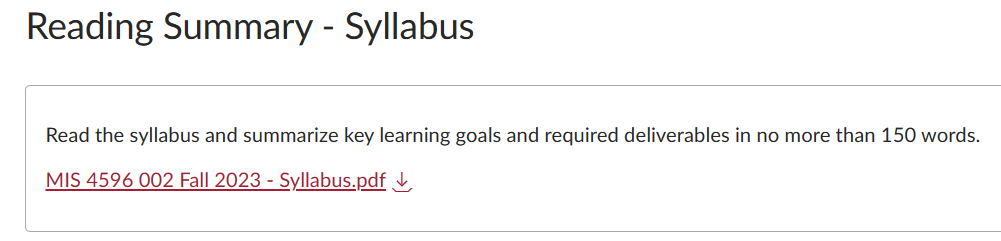 Reading Summary - Syllabus
Read the syllabus and summarize key learning goals and required deliverables in no more than 150 words.
MIS 4596 002 Fall 2023 - Syllabus.pdf